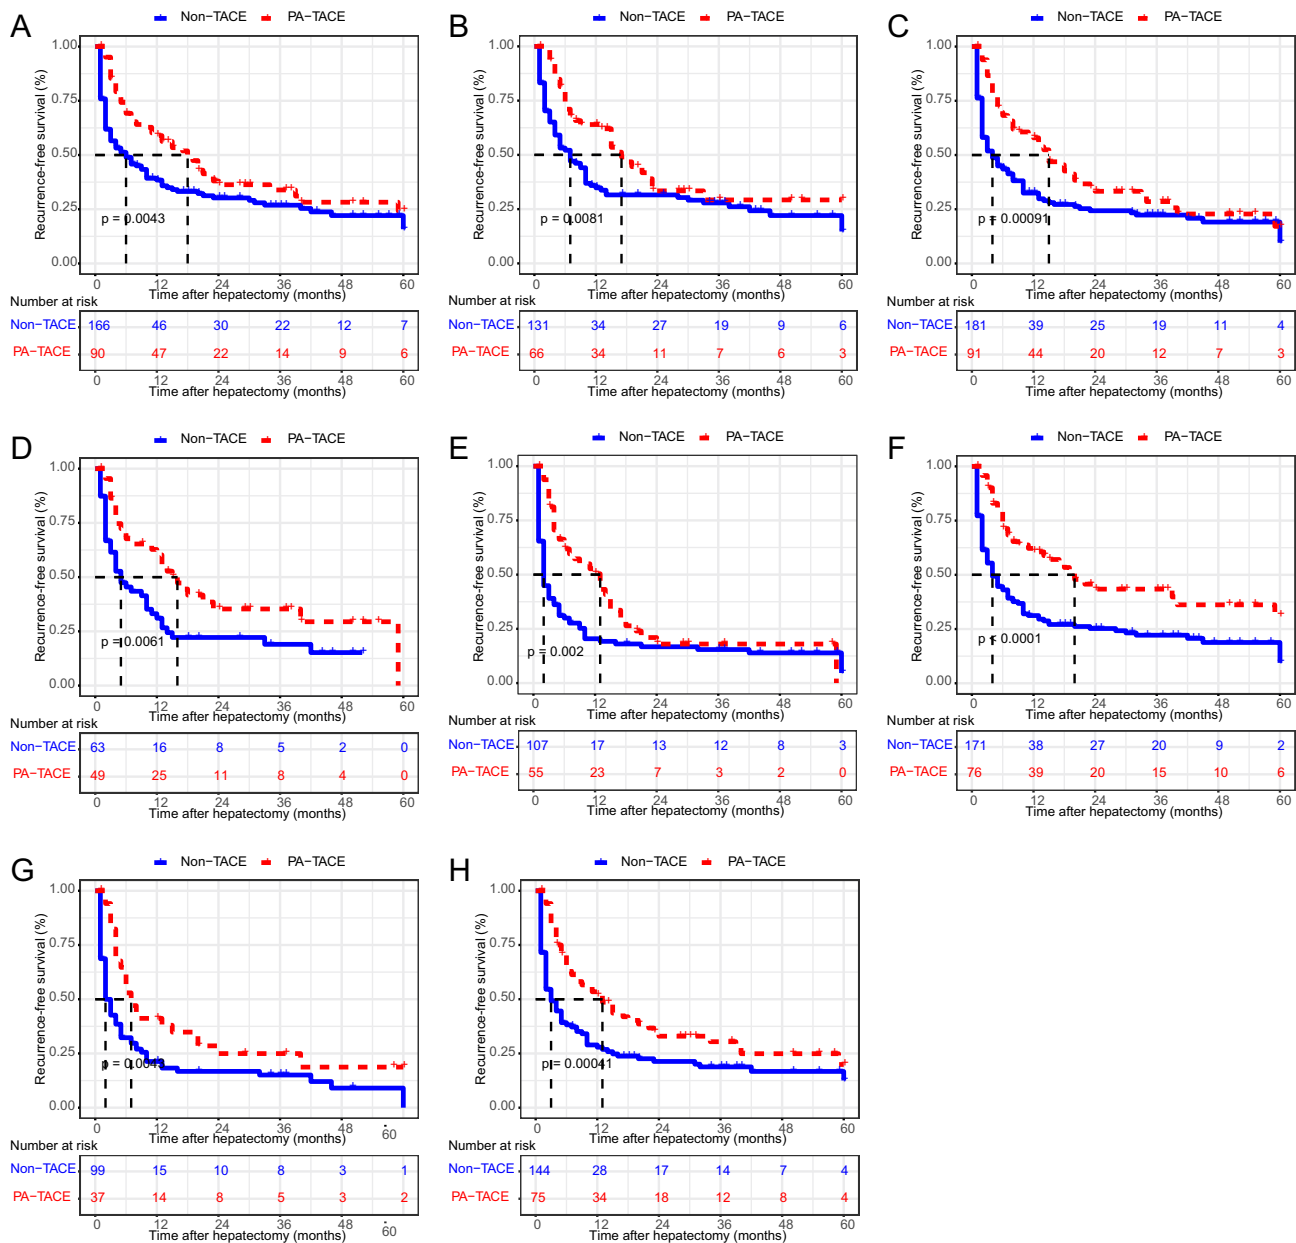 A
Non-TACE PA-TACE
Recurrence-free survival (%)
1.00
0.75
0.50
0.25
0.00
p = 0.0043
Time after hepatectomy (months)
0 12 24 36 48 60
Number at risk
Non-TACE 166 46 30 22 12 7
PA-TACE 90 47 22 14 9 6
0 12 24 36 48 60
Time after hepatectomy (months)
B
Non-TACE PA-TACE
Recurrence-free survival (%)
1.00
0.75
0.50
0.25
0.00
p = 0.0081
0 12 24 36 48 60
Time after hepatectomy (months)
Number at risk
Non-TACE 131 34 27 19 9 6
PA-TACE 66 34 11 7 6 3
0 12 24 36 48 60
Time after hepatectomy (months)
C
Non-TACE PA-TACE
Recurrence-free survival (%)
1.00
0.75
0.50
0.25
0.00
p = 0.00091
0 12 24 36 48 60
Time after hepatectomy (months)
Number at risk
Non-TACE 181 39 25 19 11 4
PA-TACE 91 44 20 12 7 3
0 12 24 36 48 60
Time after hepatectomy (months)
D
Non-TACE PA-TACE
Recurrence-free survival (%)
1.00
0.75
0.50
0.25
0.00
p = 0.0061
0 12 24 36 48 60
Time after hepatectomy (months)
Number at risk
Non-TACE 63 16 8 5 2 0
PA-TACE 49 25 11 8 4 0
0 12 24 36 48 60
Time after hepatectomy (months)
E
Non-TACE PA-TACE
Recurrence-free survival (%)
1.00
0.75
0.50
0.25
0.00
p = 0.002
0 12 24 36 48 60
Time after hepatectomy (months)
Number at risk
Non-TACE 107 17 13 12 8 3
PA-TACE 55 23 7 3 2 0
0 12 24 36 48 60
Time after hepatectomy (months)
F
Non-TACE PA-TACE
Recurrence-free survival (%)
1.00
0.75
0.50
0.25
0.00
p < 0.0001
0 12 24 36 48 60
Time after hepatectomy (months)
Number at risk
Non-TACE 171 38 27 20 9 2
PA-TACE 76 39 20 15 10 6
0 12 24 36 48 60
Time after hepatectomy (months)
G
Non-TACE PA-TACE
Recurrence-free survival (%)
1.00
0.75
0.50
0.25
0.00
p =
0 12 24 36 48 60
Time after hepatectomy (months)
Number at risk
Non-TACE 99 15 10 8 3 1
PA-TACE 37 14 8 5 3 2
0 12 24 36 48 60
Time after hepatectomy (months)
H
Non-TACE PA-TACE
Recurrence-free survival (%)
1.00
0.75
0.50
0.25
0.00
p = 0.00041
0 12 24 36 48 60
Time after hepatectomy (months)
Number at risk
Non-TACE 144 28 17 14 7 4
PA-TACE 75 34 18 12 8 4
0 12 24 36 48 60
Time after hepatectomy (months)